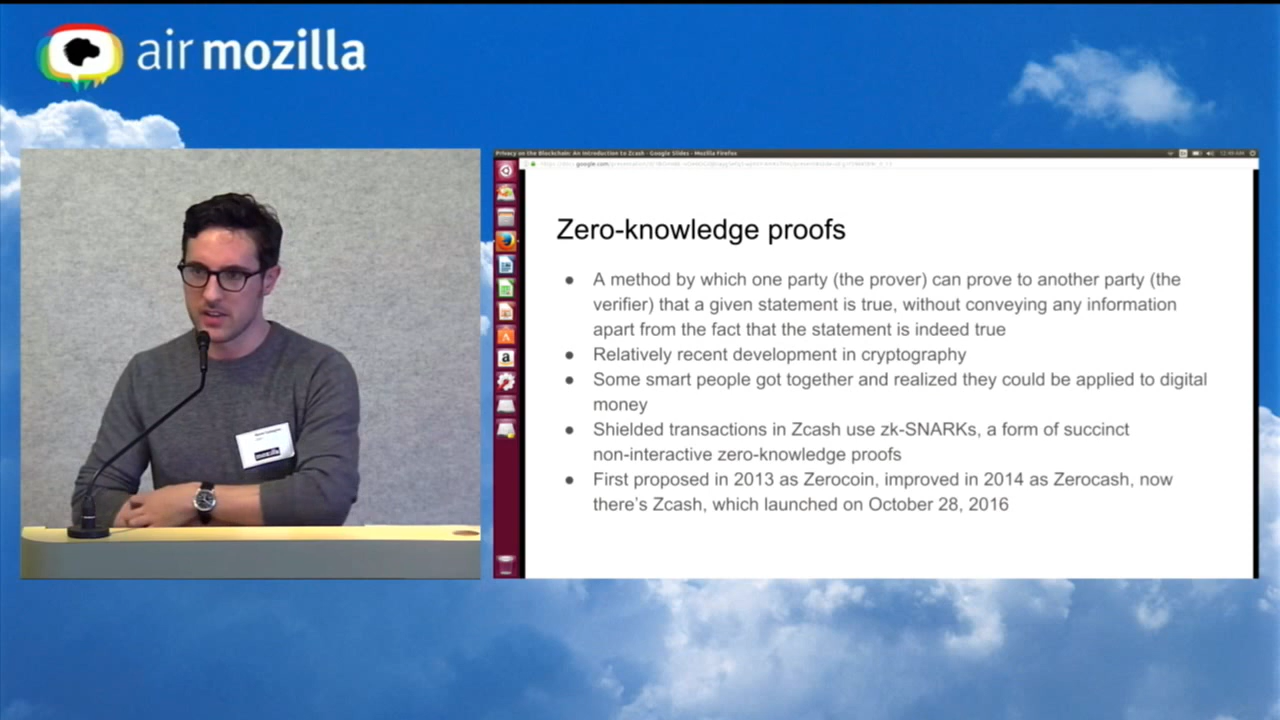 air mozilla
Privacy on the Blockchain: An Introduction to Zcash - Google Slides - Mozilla Firefox
Zero-knowledge proofs
● A method by which one party (the prover) can prove to another party (the
verifier) that a given statement is true, without conveying any information
apart from the fact that the statement is indeed true
● Relatively recent development in cryptography
● Some smart people got together and realized they could be applied to digital
money
● Shielded transactions in Zcash use zk-SNARKs, a form of succinct
non-interactive zero-knowledge proofs
● First proposed in 2013 as Zerocoin, improved in 2014 as Zerocash, now
there's Zcash, which launched on October 28, 2016
mozilla